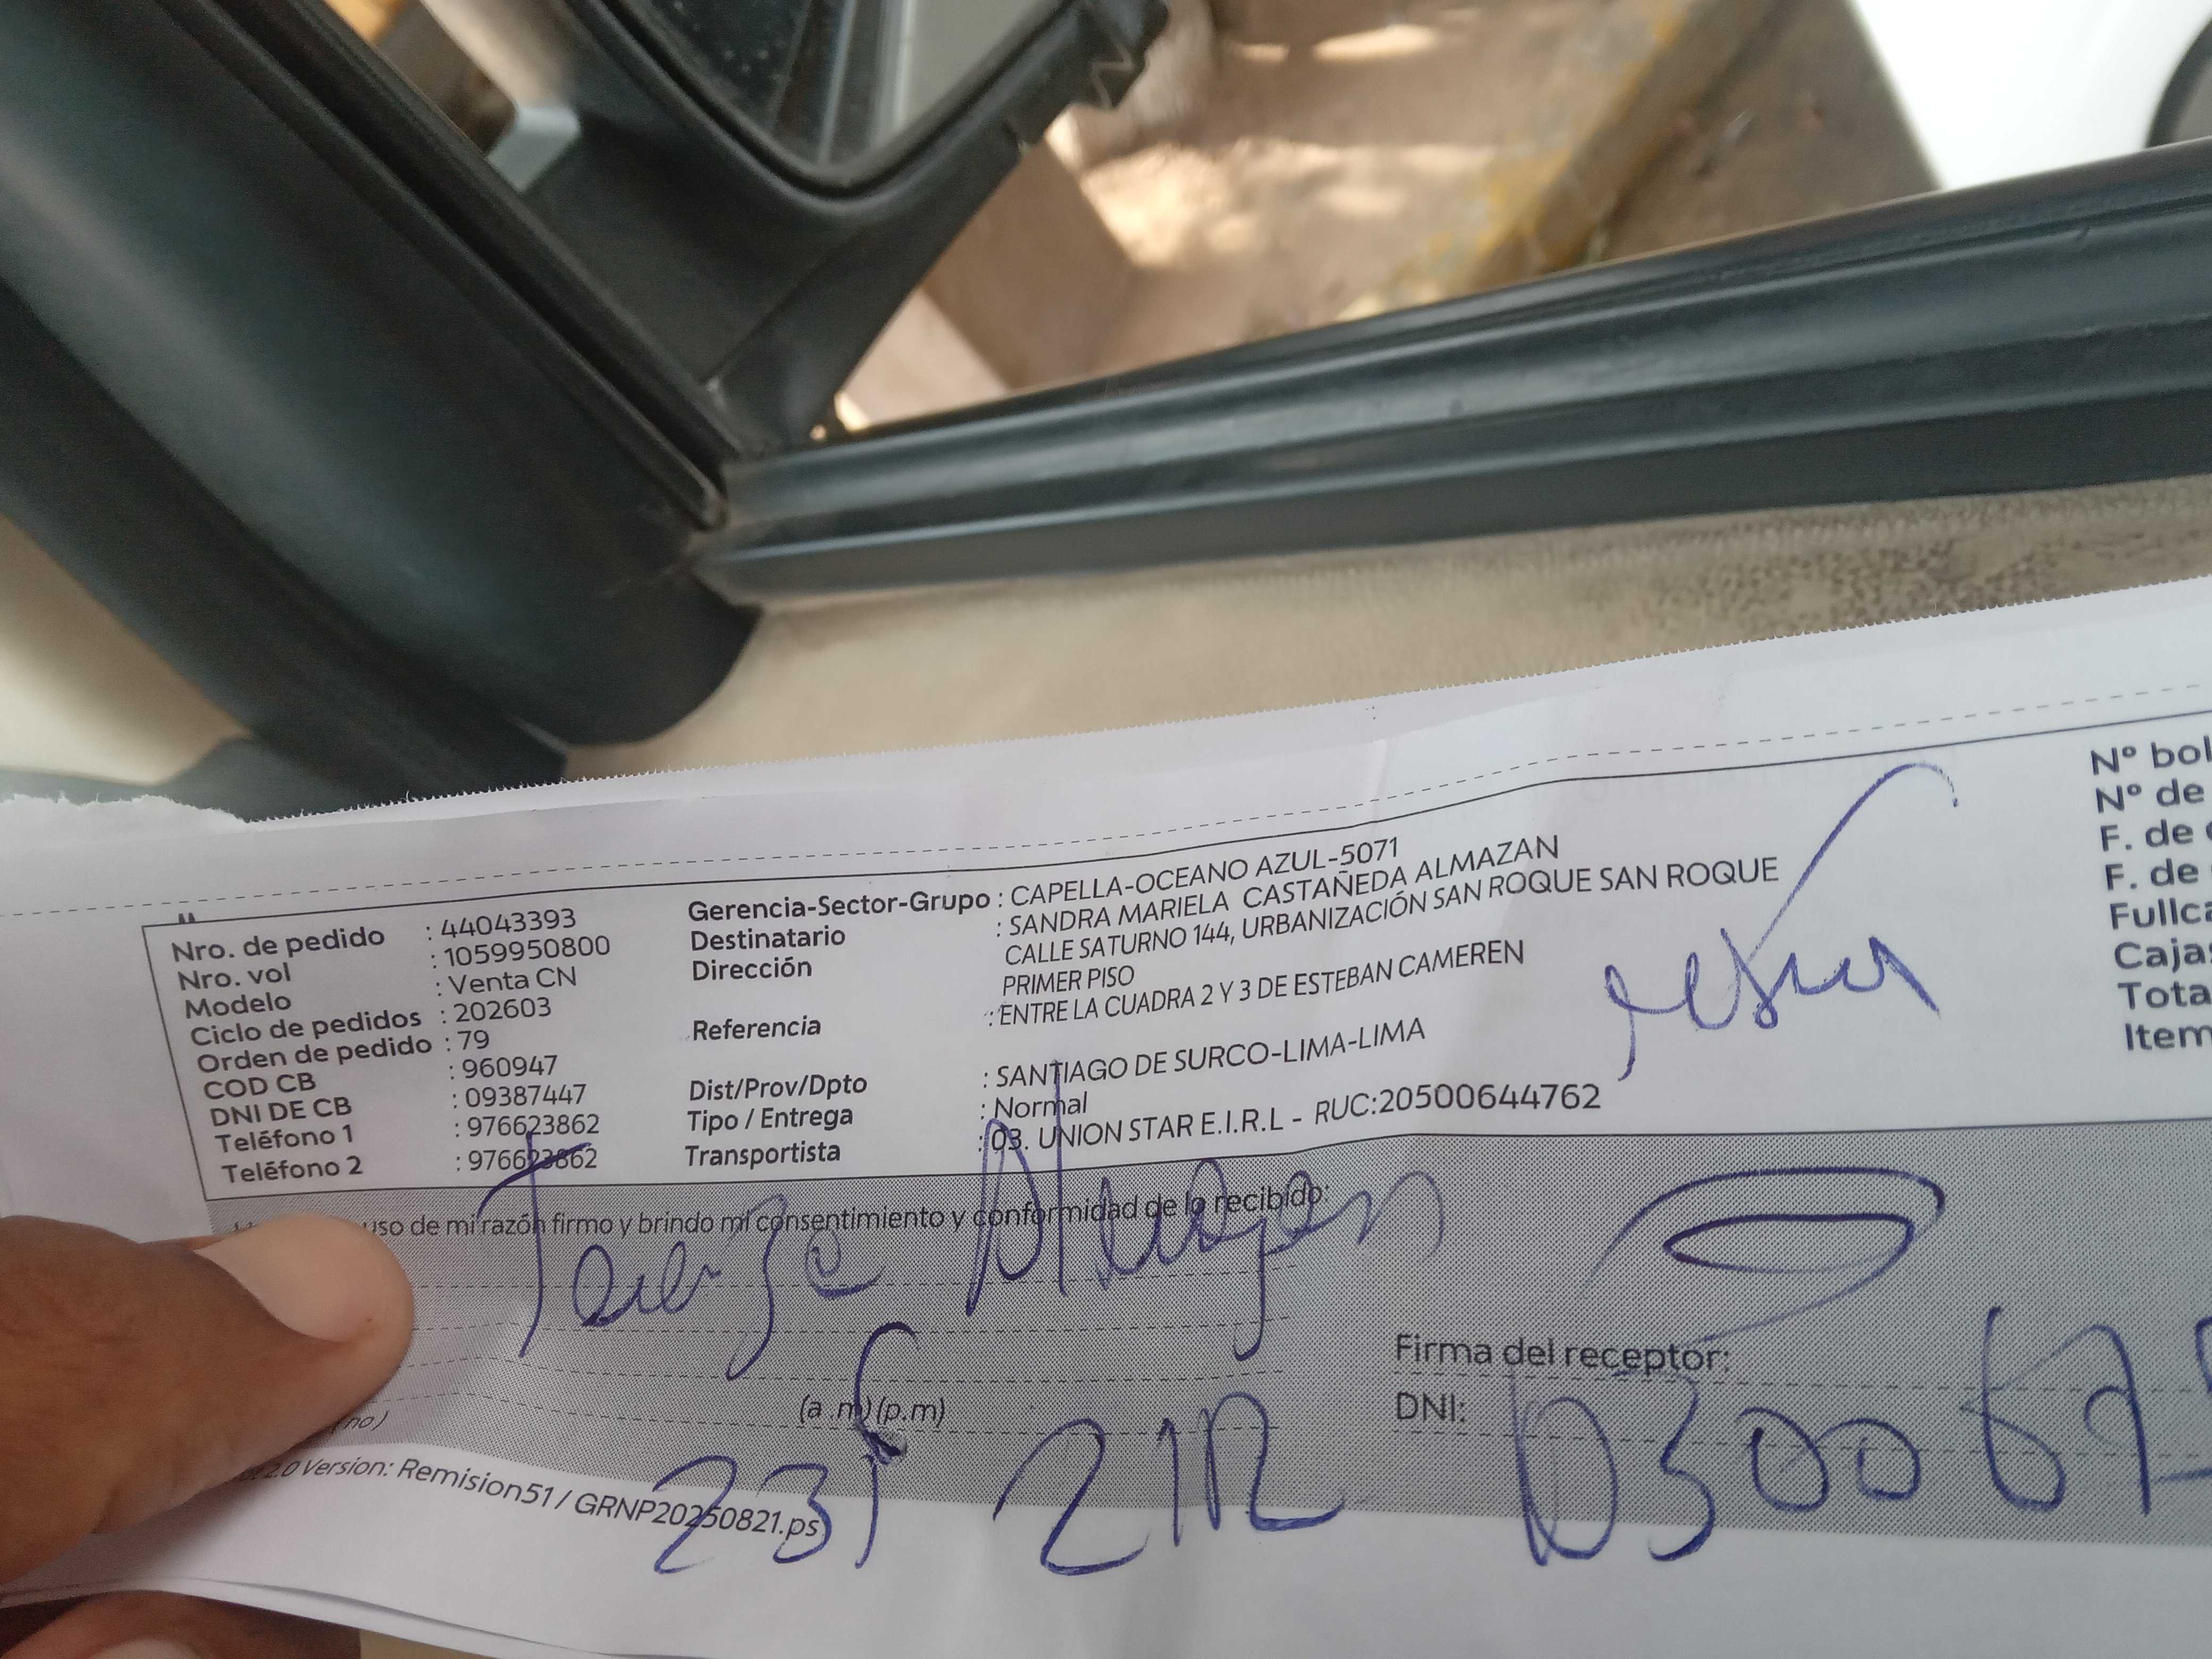 Nro. de pedido : 44043393
Nro. vol : 1059950800
Modelo : Venta CN
Ciclo de pedidos : 202603
Orden de pedido : 79
COD CB : 960947
DNI DE CB : 09387447
Teléfono 1 : 976623862
Teléfono 2 : 976623862
Gerencia-Sector-Grupo : CAPELLA-OCEANO AZUL-5071
Destinatario : SANDRA MARIELA CASTAÑEDA ALMAZAN
Dirección CALLE SATURNO 144, URBANIZACIÓN SAN ROQUE SAN ROQUE
PRIMER PISO
Referencia : ENTRE LA CUADRA 2 Y 3 DE ESTEBAN CAMEREN
Dist/Prov/Dpto : SANTIAGO DE SURCO-LIMA-LIMA
Tipo / Entrega : Normal
Transportista : 03. UNION STAR E.I.R.L - RUC:20500644762
Nº bol
Nº de
F. de
F. de
Fullca
Cajas
Tota
Item
uso de mi razón firmo y brindo mi consentimiento y conformidad de lo recibido:
(a .m) (p.m)
Firma del receptor:
DNI:
(no)
2.0 Version: Remision51 / GRNP20250821.ps